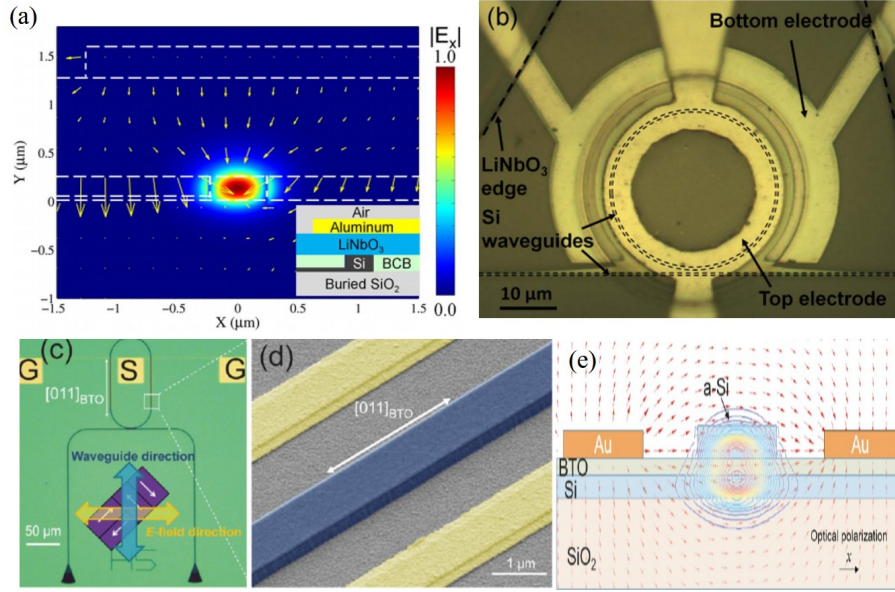 (a)
|Ex|
1.0
0.0
Y (μm)
1.5
1
0.5
0
-0.5
-1
-1.5
-1
-0.5
0
0.5
1
1.5
X (μm)
Air
Aluminum
LiNbO3
Si
BCB
Buried SiO2
(b)
Bottom electrode
LiNbO3
edge
Si
waveguides
Top electrode
10 μm
(c)
G
S
G
[011]BTO
Waveguide direction
E-field direction
50 μm
(d)
[011]BTO
1 μm
(e)
a-Si
Au
Au
BTO
Si
SiO2
Optical polarization
x